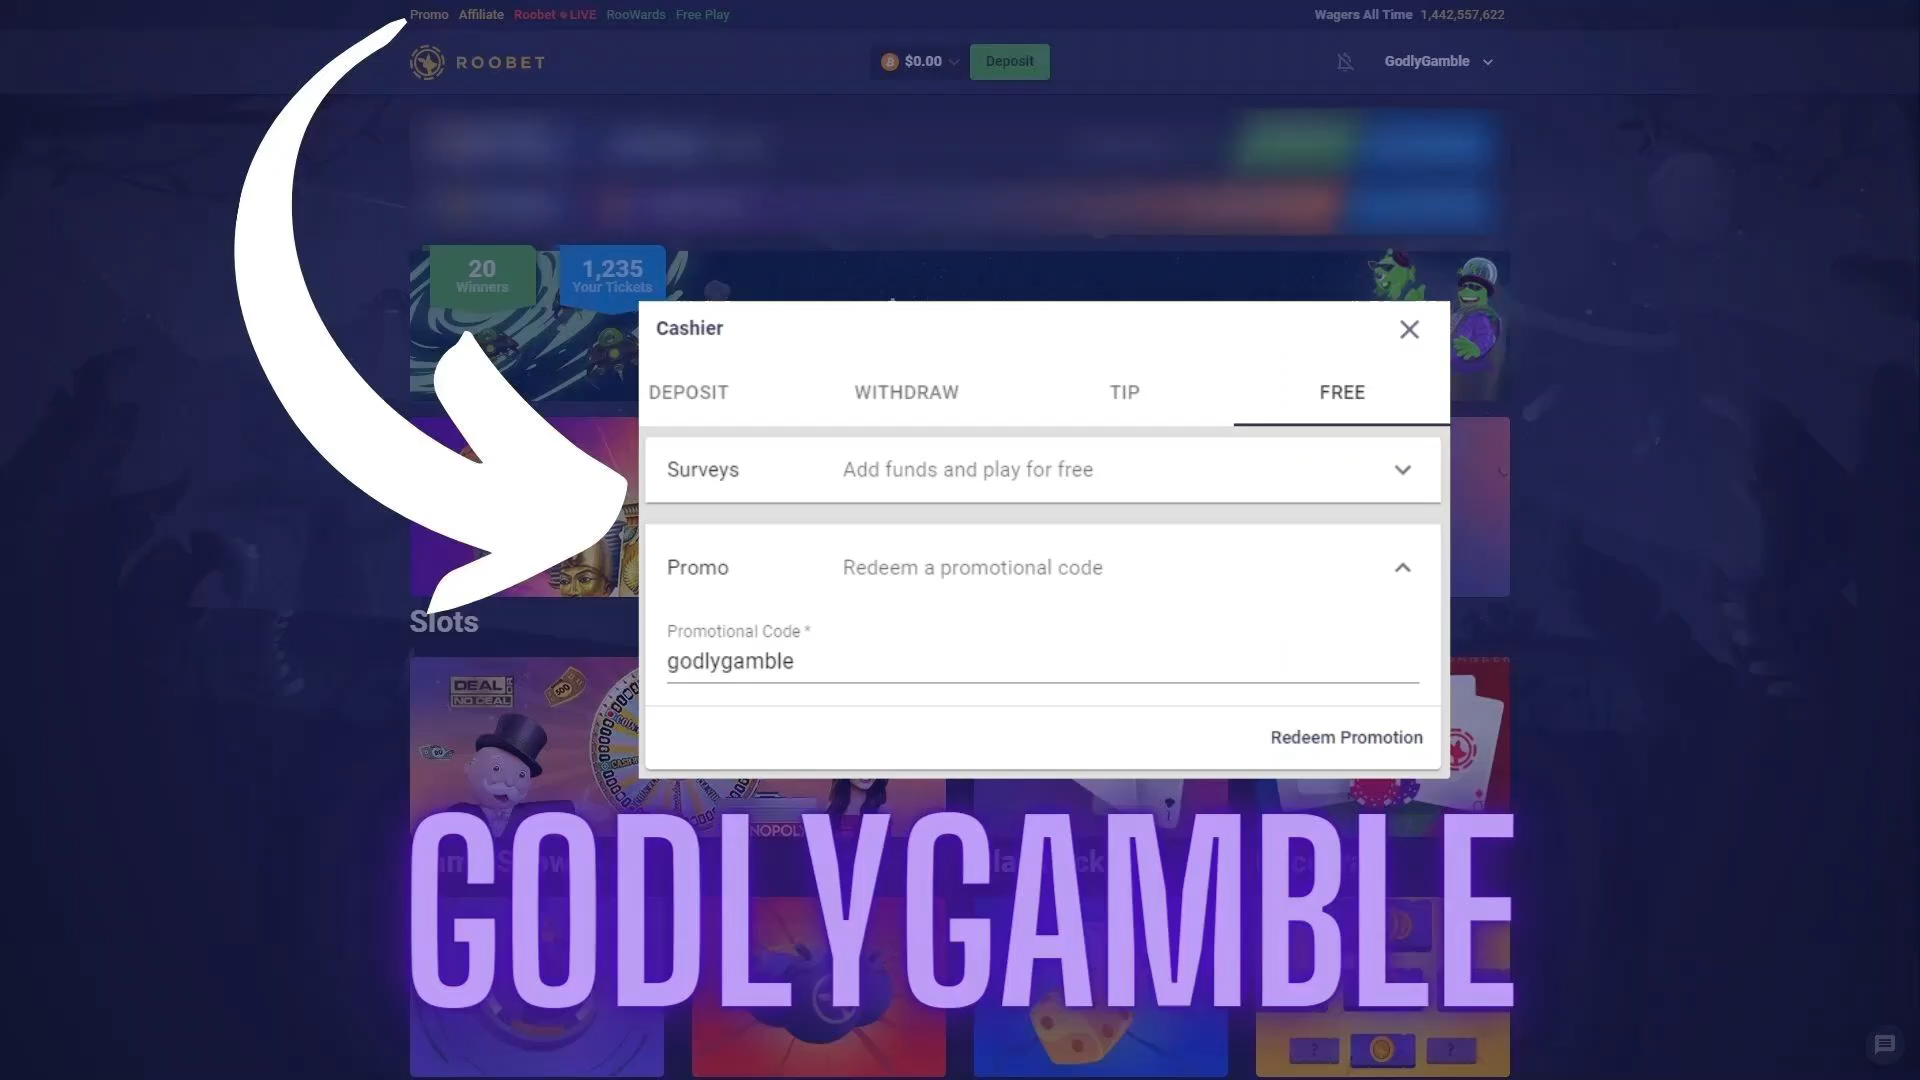 Promo Affiliate Roobet LIVE RooWards Free Play
Wagers All Time 1,442,557,622
ROOBET
$0.00
Deposit
GodlyGamble
20
Winners
1,235
Your Tickets
Cashier
DEPOSIT WITHDRAW TIP FREE
Surveys Add funds and play for free
Promo Redeem a promotional code
Promotional Code *
godlygamble
Redeem Promotion
Slots
DEAL OR
NO DEAL
500
GODLYGAMBLE